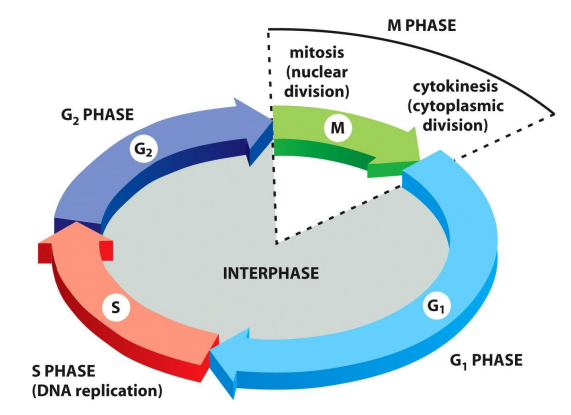 M PHASE
mitosis
(nuclear
division)
cytokinesis
(cytoplasmic
division)
G₂ PHASE
G₂
M
INTERPHASE
S
G₁
G₁ PHASE
S PHASE
(DNA replication)